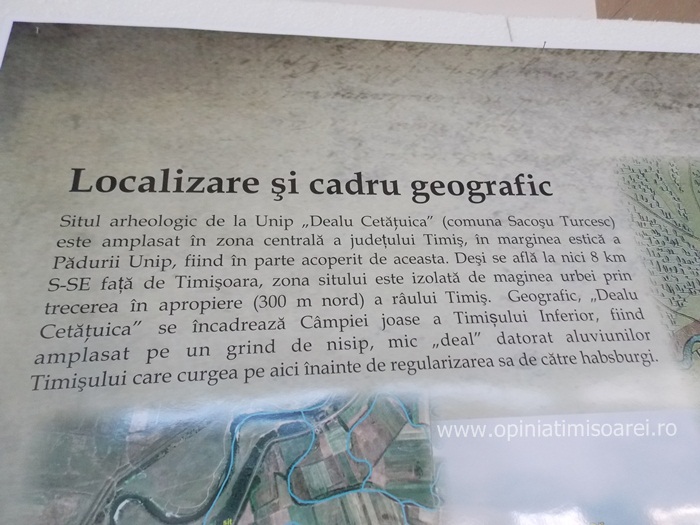 Localizare şi cadru geografic
Situl arheologic de la Unip „Dealu Cetăţuica” (comuna Sacoşu Turcesc)
este amplasat în zona centrală a judeţului Timiş, în marginea estică a
Pădurii Unip, fiind în parte acoperit de aceasta. Deşi se află la nici 8 km
S-SE faţă de Timişoara, zona sitului este izolată de maginea urbei prin
trecerea în apropiere (300 m nord) a râului Timiş. Geografic, „Dealu
Cetăţuica” se încadrează Câmpiei joase a Timişului Inferior, fiind
amplasat pe un grind de nisip, mic „deal” datorat aluviunilor
Timişului care curgea pe aici înainte de regularizarea sa de către habsburgi.
www.opiniatimisoarei.ro
sit